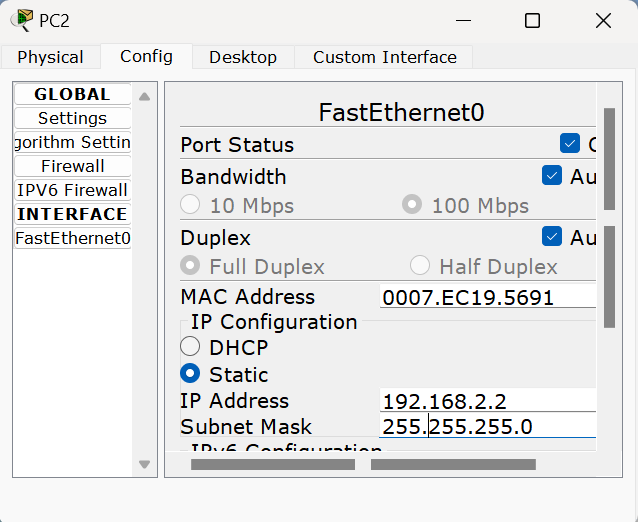 PC2
Physical Config Desktop Custom Interface
GLOBAL
Settings
gorithm Settin
Firewall
IPV6 Firewall
INTERFACE
FastEthernet0
FastEthernet0
Port Status
Bandwidth Au
10 Mbps 100 Mbps
Duplex Au
Full Duplex Half Duplex
MAC Address 0007.EC19.5691
IP Configuration
DHCP
Static
IP Address 192.168.2.2
Subnet Mask 255.255.255.0
IPv6 Configuration